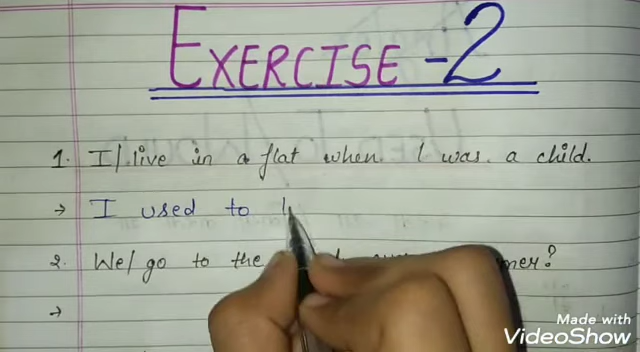 EXERCISE-2
1. I/live in a flat when I was a child.
→ I used to l
2. We/go to the
→
Made with
VideoShow